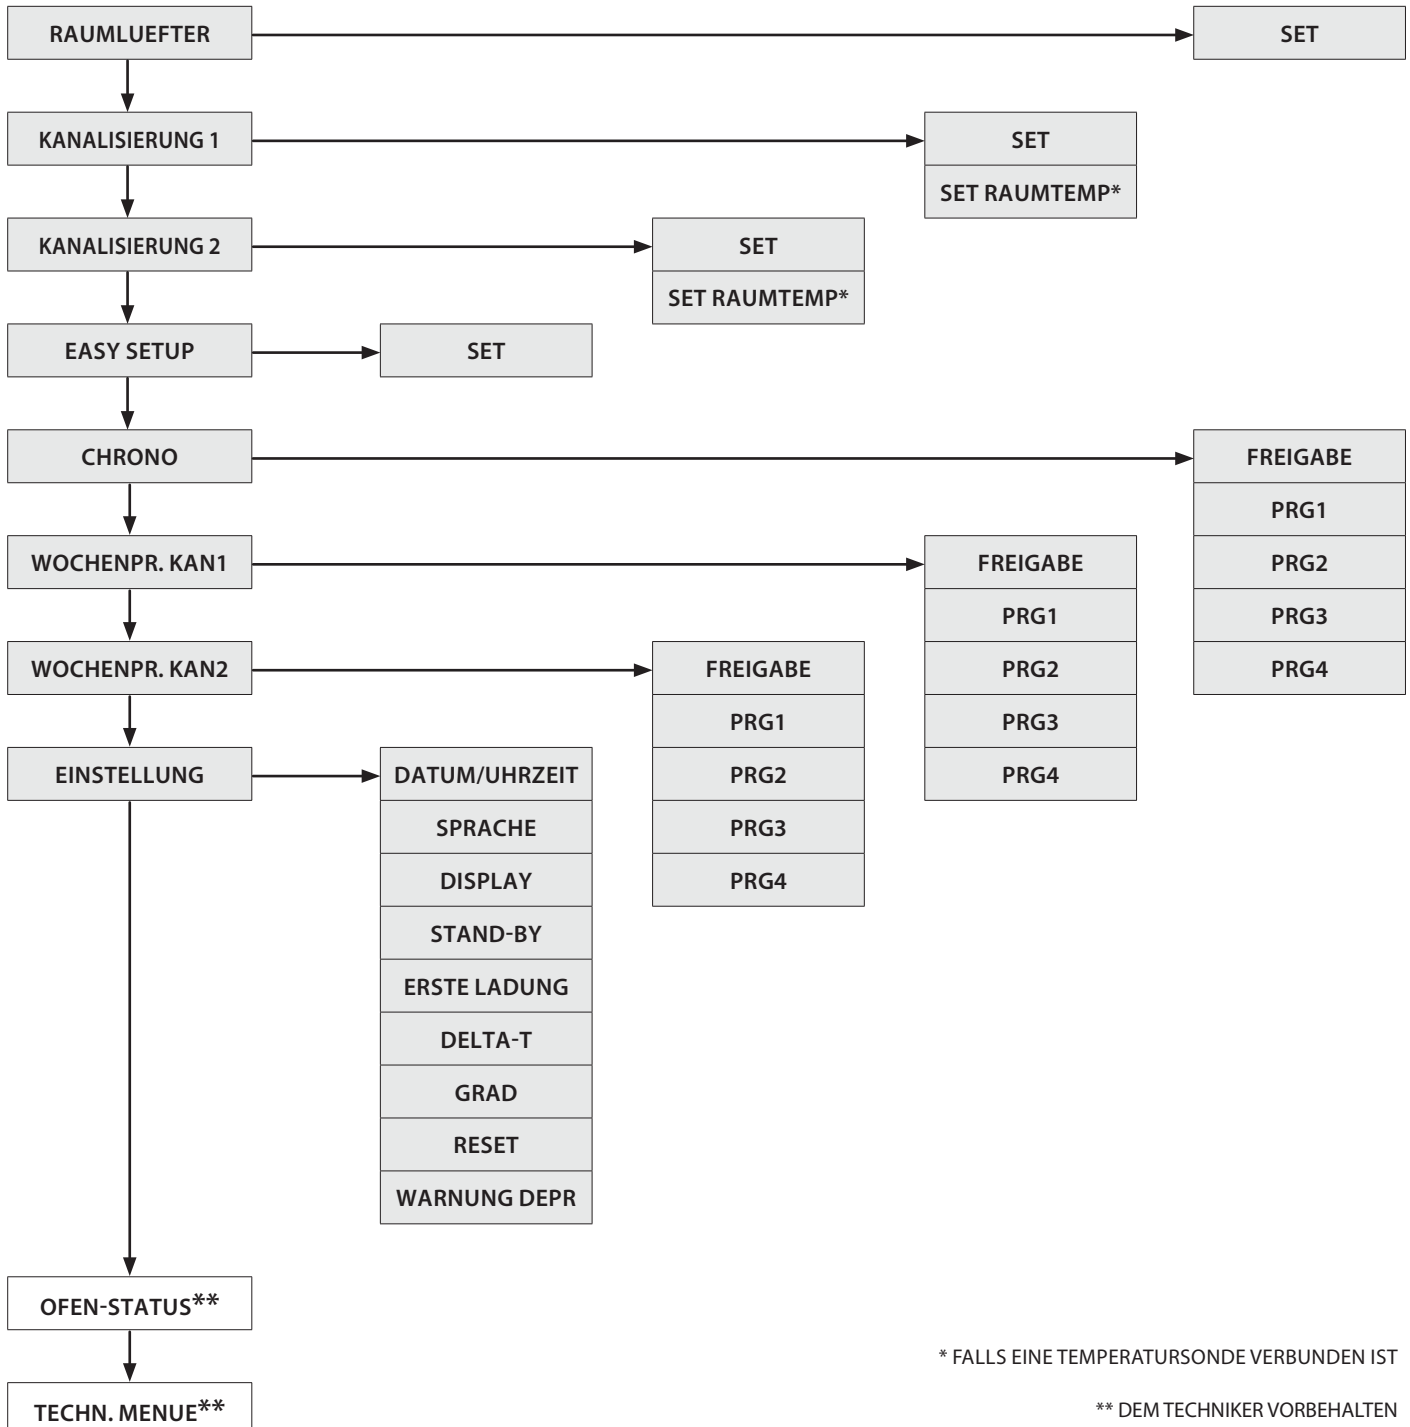 RAUMLUEFTER
SET
KANALISIERUNG 1
SET
SET RAUMTEMP*
KANALISIERUNG 2
SET
SET RAUMTEMP*
EASY SETUP
SET
CHRONO
FREIGABE
PRG1
PRG2
PRG3
PRG4
WOCHENPR. KAN1
FREIGABE
PRG1
PRG2
PRG3
PRG4
WOCHENPR. KAN2
FREIGABE
PRG1
PRG2
PRG3
PRG4
EINSTELLUNG
DATUM/UHRZEIT
SPRACHE
DISPLAY
STAND-BY
ERSTE LADUNG
DELTA-T
GRAD
RESET
WARNUNG DEPR
OFEN-STATUS**
TECHN. MENUE**
* FALLS EINE TEMPERATURSONDE VERBUNDEN IST
** DEM TECHNIKER VORBEHALTEN